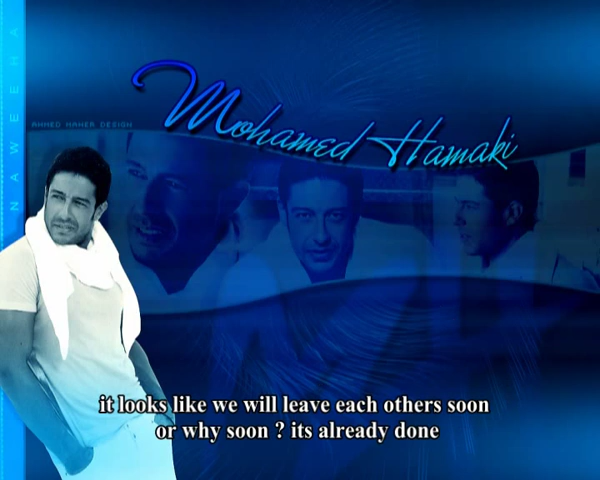 Mohamed Hamaki
AHMED MAHER DESIGN
NAWEEHA
it looks like we will leave each others soon
or why soon ? its already done